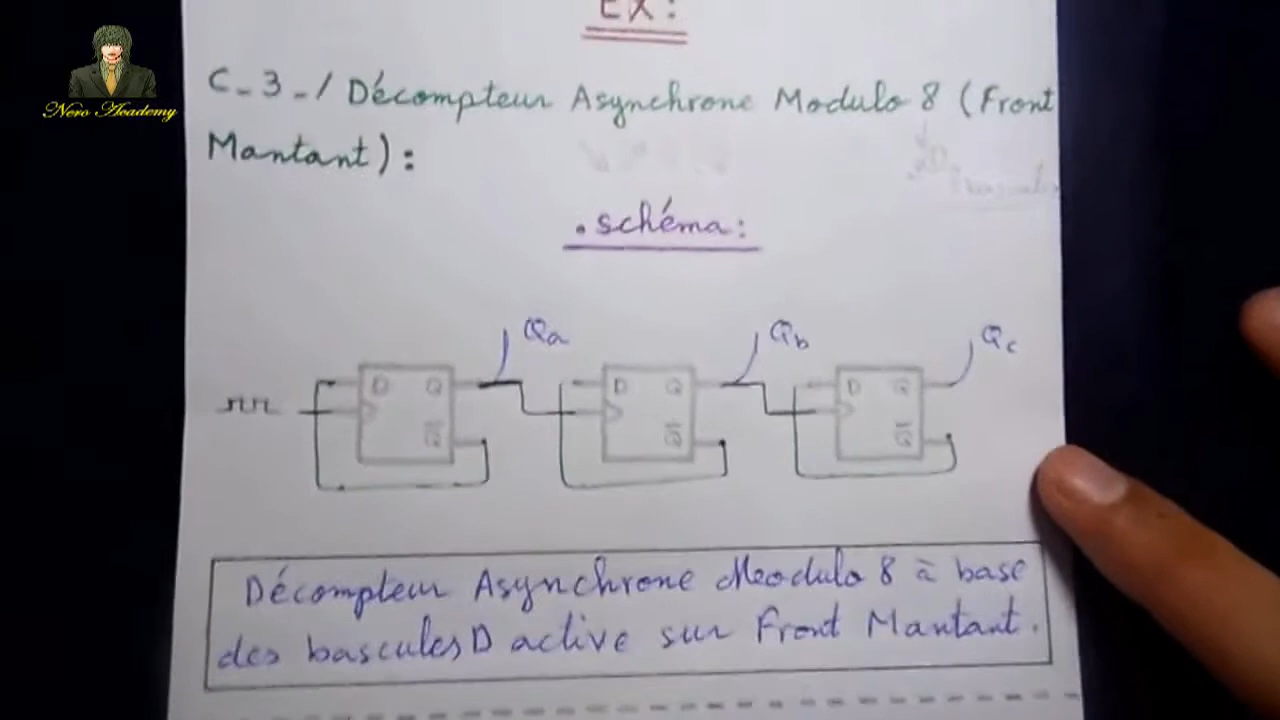 EX:
Nero Academy
C_3_/ Décompteur Asynchrone Modulo 8 (Front
Mantant):
. schéma:
Qa
Qb
Qc
D Q
D Q
D Q
Q̅
Q̅
Q̅
Décompteur Asynchrone Modulo 8 à base
des bascules D active sur Front Mantant.